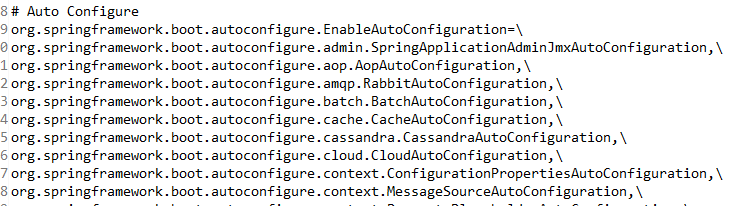 8 # Auto Configure
9 org.springframework.boot.autoconfigure.EnableAutoConfiguration=\
0 org.springframework.boot.autoconfigure.admin.SpringApplicationAdminJmxAutoConfiguration,\
1 org.springframework.boot.autoconfigure.aop.AopAutoConfiguration,\
2 org.springframework.boot.autoconfigure.amqp.RabbitAutoConfiguration,\
3 org.springframework.boot.autoconfigure.batch.BatchAutoConfiguration,\
4 org.springframework.boot.autoconfigure.cache.CacheAutoConfiguration,\
5 org.springframework.boot.autoconfigure.cassandra.CassandraAutoConfiguration,\
6 org.springframework.boot.autoconfigure.cloud.CloudAutoConfiguration,\
7 org.springframework.boot.autoconfigure.context.ConfigurationPropertiesAutoConfiguration,\
8 org.springframework.boot.autoconfigure.context.MessageSourceAutoConfiguration,\